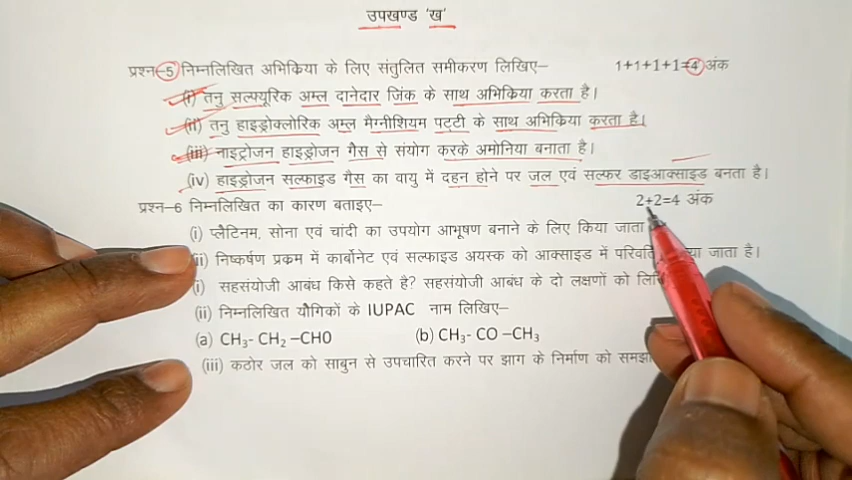 उपखण्ड 'ख'
प्रश्न–5 निम्नलिखित अभिक्रिया के लिए संतुलित समीकरण लिखिए– 1+1+1+1=4 अंक
(i) तनु सल्फ्यूरिक अम्ल दानेदार जिंक के साथ अभिक्रिया करता है।
(ii) तनु हाइड्रोक्लोरिक अम्ल मैग्नीशियम पट्टी के साथ अभिक्रिया करता है।
(iii) नाइट्रोजन हाइड्रोजन गैस से संयोग करके अमोनिया बनाता है।
(iv) हाइड्रोजन सल्फाइड गैस का वायु में दहन होने पर जल एवं सल्फर डाइआक्साइड बनता है।
प्रश्न–6 निम्नलिखित का कारण बताइए– 2+2=4 अंक
(i) प्लैटिनम, सोना एवं चांदी का उपयोग आभूषण बनाने के लिए किया जाता
(ii) निष्कर्षण प्रक्रम में कार्बोनेट एवं सल्फाइड अयस्क को आक्साइड में जाता है।
(i) सहसंयोजी आबंध किसे कहते है? सहसंयोजी आबंध के दो लक्षणों को
(ii) निम्नलिखित यौगिकों के IUPAC नाम लिखिए–
(a) CH₃- CH₂ –CHO (b) CH₃- CO –CH₃
(iii) कठोर जल को साबुन से उपचारित करने पर झाग के निर्माण को